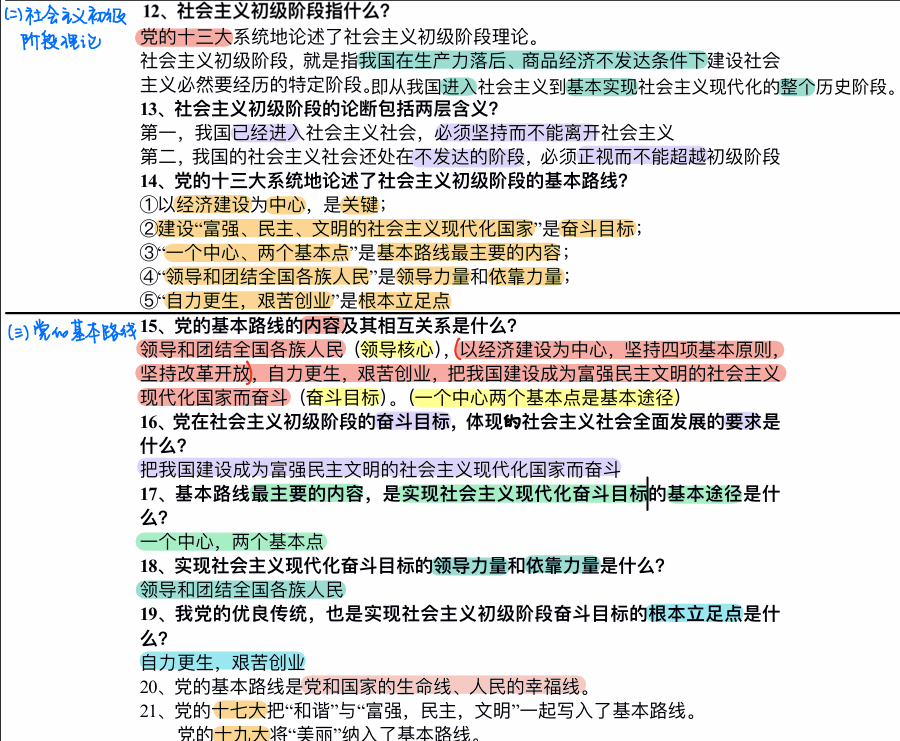 (二)社会主义初级
阶段理论
12、社会主义初级阶段指什么？
党的十三大系统地论述了社会主义初级阶段理论。
社会主义初级阶段，就是指我国在生产力落后、商品经济不发达条件下建设社会
主义必然要经历的特定阶段。即从我国进入社会主义到基本实现社会主义现代化的整个历史阶段。
13、社会主义初级阶段的论断包括两层含义？
第一，我国已经进入社会主义社会，必须坚持而不能离开社会主义
第二，我国的社会主义社会还处在不发达的阶段，必须正视而不能超越初级阶段
14、党的十三大系统地论述了社会主义初级阶段的基本路线？
①以经济建设为中心，是关键；
②建设“富强、民主、文明的社会主义现代化国家”是奋斗目标；
③“一个中心、两个基本点”是基本路线最主要的内容；
④“领导和团结全国各族人民”是领导力量和依靠力量；
⑤“自力更生，艰苦创业”是根本立足点
(三)党的基本路线
15、党的基本路线的内容及其相互关系是什么？
领导和团结全国各族人民（领导核心），（以经济建设为中心，坚持四项基本原则，
坚持改革开放），自力更生，艰苦创业，把我国建设成为富强民主文明的社会主义
现代化国家而奋斗（奋斗目标）。（一个中心两个基本点是基本途径）
16、党在社会主义初级阶段的奋斗目标，体现的社会主义社会全面发展的要求是
什么？
把我国建设成为富强民主文明的社会主义现代化国家而奋斗
17、基本路线最主要的内容，是实现社会主义现代化奋斗目标的基本途径是什
么？
一个中心，两个基本点
18、实现社会主义现代化奋斗目标的领导力量和依靠力量是什么？
领导和团结全国各族人民
19、我党的优良传统，也是实现社会主义初级阶段奋斗目标的根本立足点是什
么？
自力更生，艰苦创业
20、党的基本路线是党和国家的生命线、人民的幸福线。
21、党的十七大把“和谐”与“富强，民主，文明”一起写入了基本路线。
党的十九大将“美丽”纳入了基本路线。